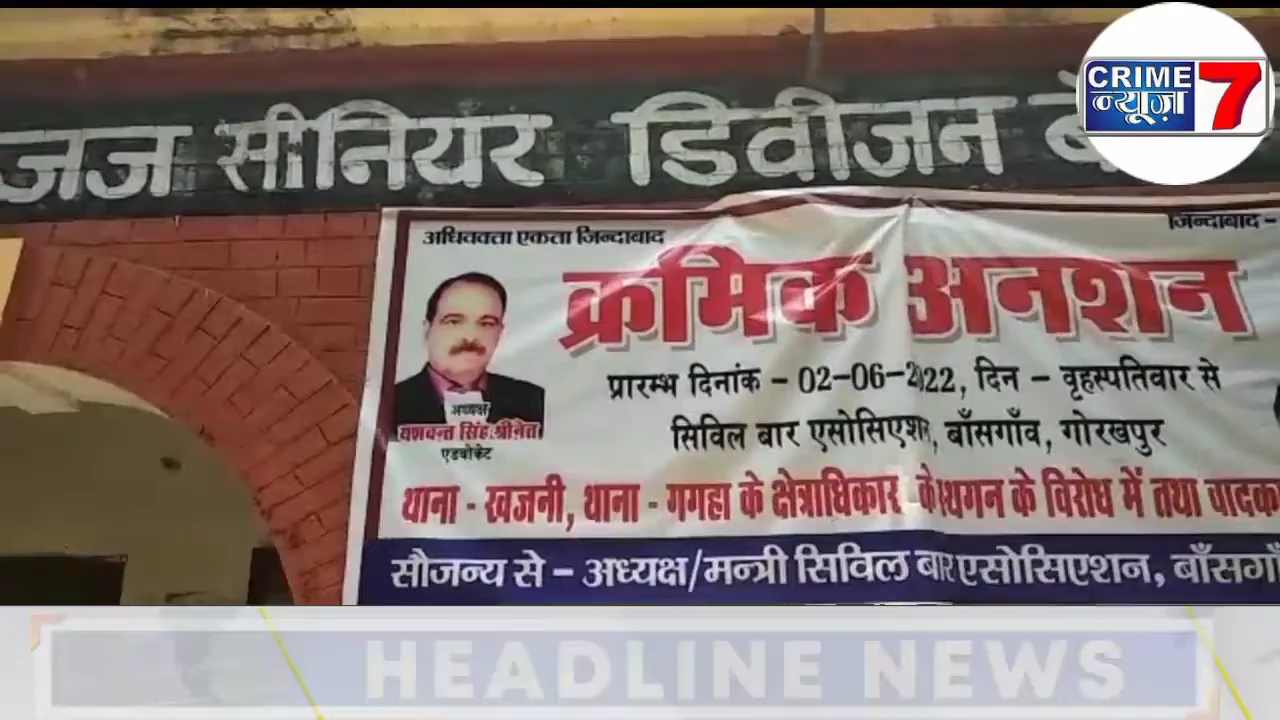 CRIME
न्यूज़ 7
जज सीनियर डिवीजन
अधिवक्ता एकता जिन्दाबाद
जिन्दाबाद -
क्रमिक अनशन
प्रारम्भ दिनांक - 02-06-2022, दिन - वृहस्पतिवार से
सिविल बार एसोसिएशन, बाँसगाँव, गोरखपुर
अध्यक्ष
यशवन्त सिंह श्रीनेत
एडवोकेट
थाना - खजनी, थाना - गगहा के क्षेत्राधिकार के स्थगन के विरोध में तथा वादका
सौजन्य से - अध्यक्ष/मन्त्री सिविल बार एसोसिएशन, बाँसगाँ
HEADLINE NEWS